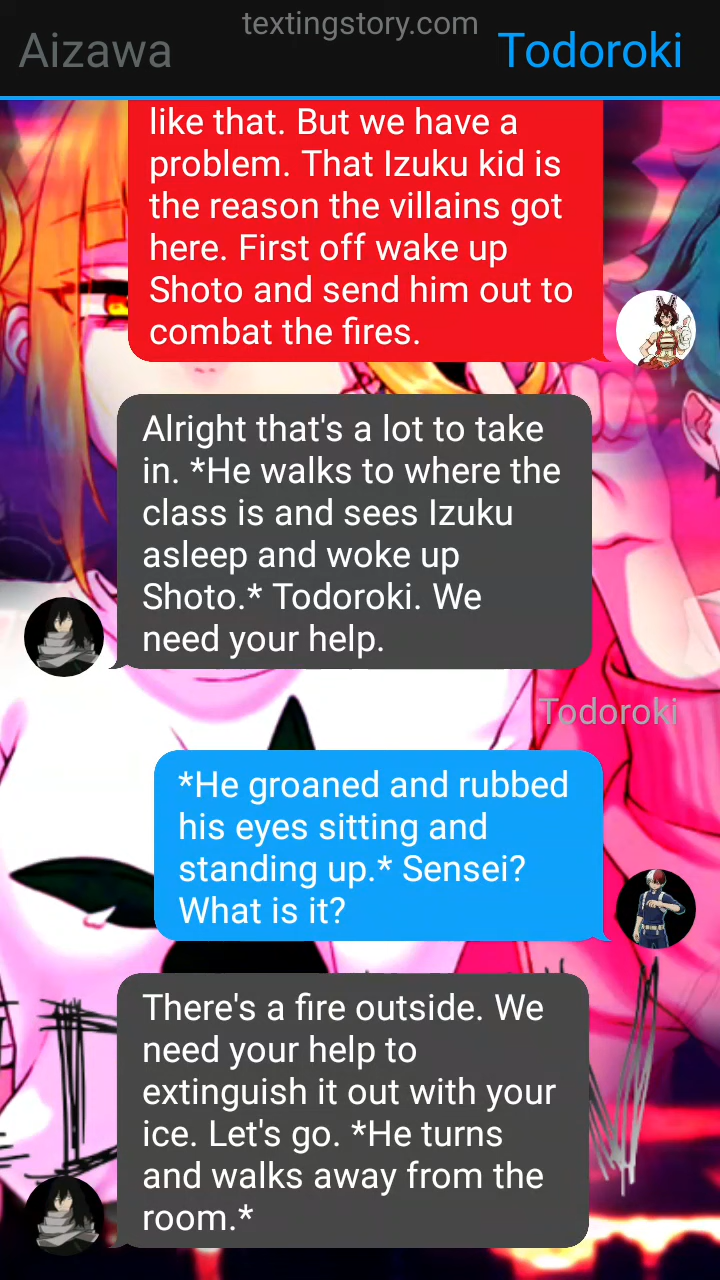 textingstory.com
Aizawa
Todoroki
like that. But we have a
problem. That Izuku kid is
the reason the villains got
here. First off wake up
Shoto and send him out to
combat the fires.
Alright that's a lot to take
in. *He walks to where the
class is and sees Izuku
asleep and woke up
Shoto.* Todoroki. We
need your help.
Todoroki
*He groaned and rubbed
his eyes sitting and
standing up.* Sensei?
What is it?
There's a fire outside. We
need your help to
extinguish it out with your
ice. Let's go. *He turns
and walks away from the
room.*